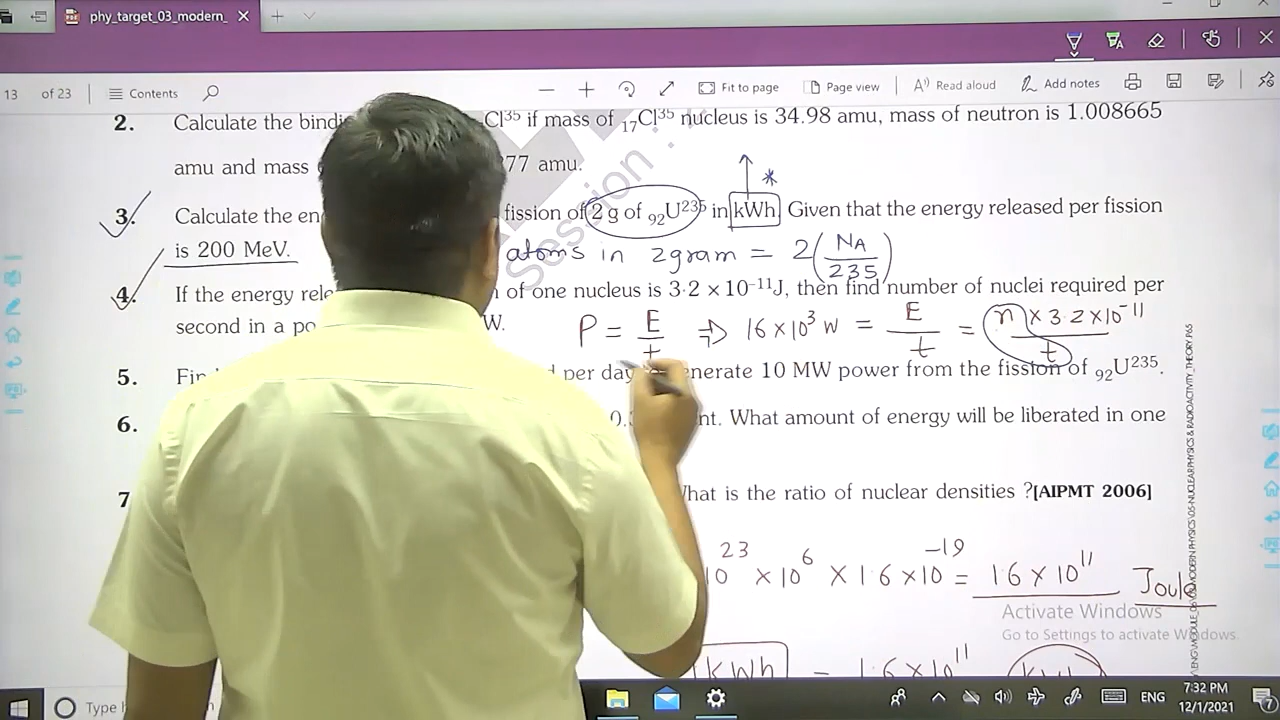 phy_target_03_modern_
13 of 23 Contents Fit to page Page view Read aloud Add notes
2. Calculate the bindi Cl35 if mass of 17Cl35 nucleus is 34.98 amu, mass of neutron is 1.008665
amu and mass 77 amu.
3. Calculate the en fission of 2 g of 92U235 in kWh. Given that the energy released per fission
is 200 MeV. atoms in 2gram = 2(NA/235)
4. If the energy rele of one nucleus is 3·2 × 10–11J, then find number of nuclei required per
second in a po W. P = E/t ⇒ 16×10³ W = E/t = n × 3.2×10-11/t
5. Fin per day generate 10 MW power from the fission of 92U235.
6. nt. What amount of energy will be liberated in one
7 What is the ratio of nuclear densities ?[AIPMT 2006]
10 23 × 10 6 × 1.6 × 10 -19 = 1.6 × 10 11 Joule
Activate Windows
Go to Settings to activate Windows.
kWh = 1.6×10 11
Session
Type h ENG 7:32 PM
12/1/2021